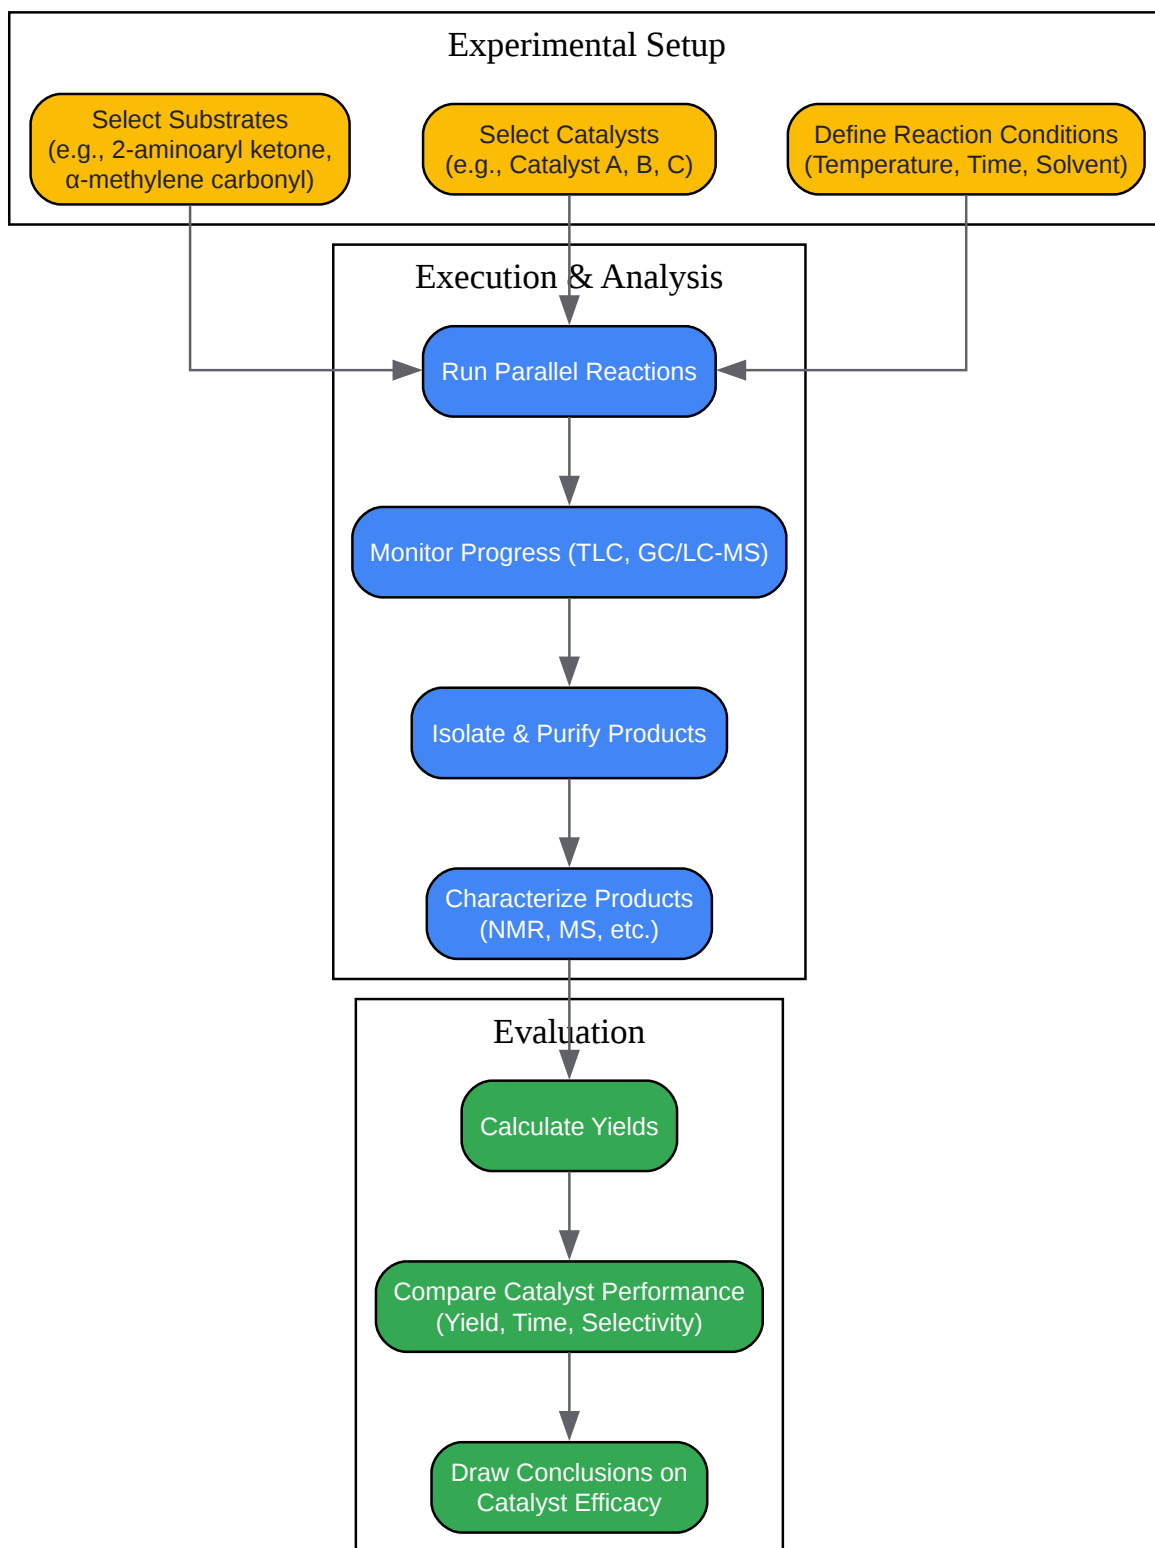 Experimental Setup
Select Substrates
(e.g., 2-aminoaryl ketone,
α-methylene carbonyl)
Select Catalysts
(e.g., Catalyst A, B, C)
Define Reaction Conditions
(Temperature, Time, Solvent)
Execution & Analysis
Run Parallel Reactions
Monitor Progress (TLC, GC/LC-MS)
Isolate & Purify Products
Characterize Products
(NMR, MS, etc.)
Evaluation
Calculate Yields
Compare Catalyst Performance
(Yield, Time, Selectivity)
Draw Conclusions on
Catalyst Efficacy